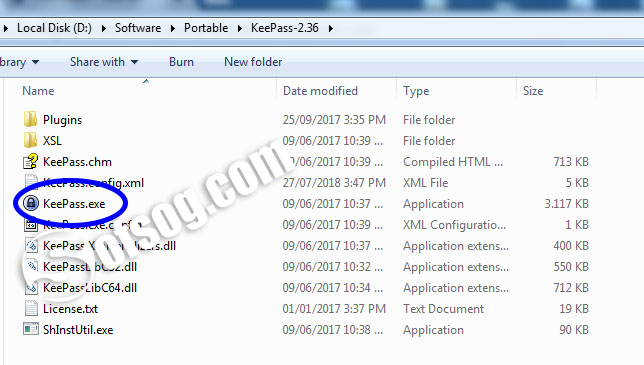 Local Disk (D:) Software Portable KeePass-2.36
ibrary Share with Burn New folder
Name Date modified Type Size
Plugins 25/09/2017 3:35 PM File folder
XSL 09/06/2017 10:39 ... File folder
KeePass.chm 09/06/2017 10:39 ... Compiled HTML ... 713 KB
KeePass.config.xml 27/07/2018 3:47 PM XML File 5 KB
KeePass.exe 09/06/2017 10:37 ... Application 3.117 KB
KeePass.exe.config 09/06/2017 10:39 ... XML Configuratio... 1 KB
KeePass.XmlSerializers.dll 09/06/2017 10:37 ... Application extens... 400 KB
KeePassLibC32.dll 09/06/2017 10:32 ... Application extens... 550 KB
KeePassLibC64.dll 09/06/2017 10:34 ... Application extens... 712 KB
License.txt 01/01/2017 3:37 PM Text Document 19 KB
ShInstUtil.exe 09/06/2017 10:38 ... Application 90 KB